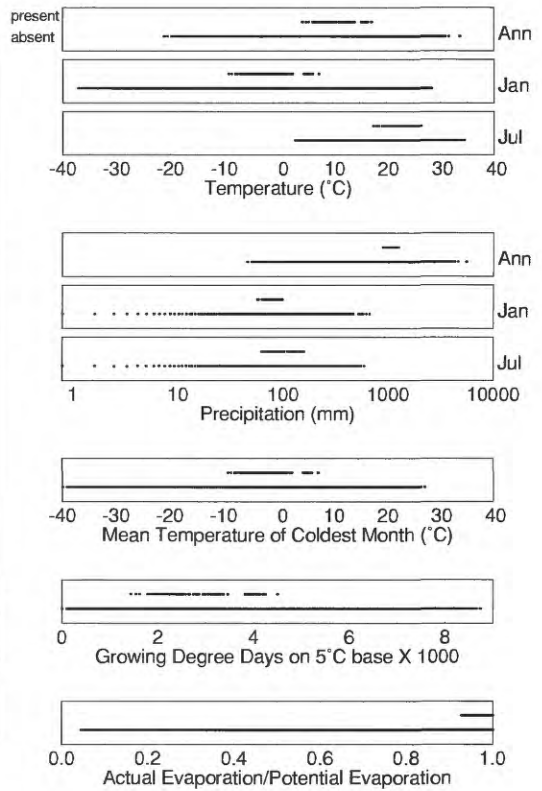 present
absent
Ann
Jan
Jul
-40 -30 -20 -10 0 10 20 30 40
Temperature (˚C)
Ann
Jan
Jul
1 10 100 1000 10000
Precipitation (mm)
-40 -30 -20 -10 0 10 20 30 40
Mean Temperature of Coldest Month (˚C)
0 2 4 6 8
Growing Degree Days on 5˚C base X 1000
0.0 0.2 0.4 0.6 0.8 1.0
Actual Evaporation/Potential Evaporation